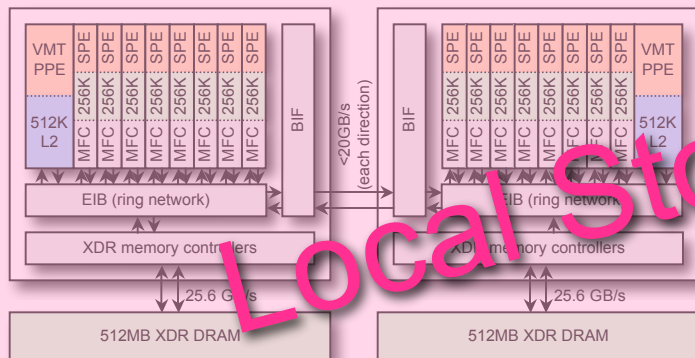 VMT
PPE
512K
L2
SPE
SPE
SPE
SPE
SPE
SPE
SPE
SPE
256K
256K
256K
256K
256K
256K
256K
256K
MFC
MFC
MFC
MFC
MFC
MFC
MFC
MFC
BIF
EIB (ring network)
XDR memory controllers
25.6 GB/s
512MB XDR DRAM
<20GB/s
(each direction)
BIF
SPE
SPE
SPE
SPE
SPE
SPE
SPE
SPE
256K
256K
256K
256K
256K
256K
256K
256K
MFC
MFC
MFC
MFC
MFC
MFC
MFC
MFC
VMT
PPE
512K
L2
EIB (ring network)
XDR memory controllers
25.6 GB/s
512MB XDR DRAM
Local Sto